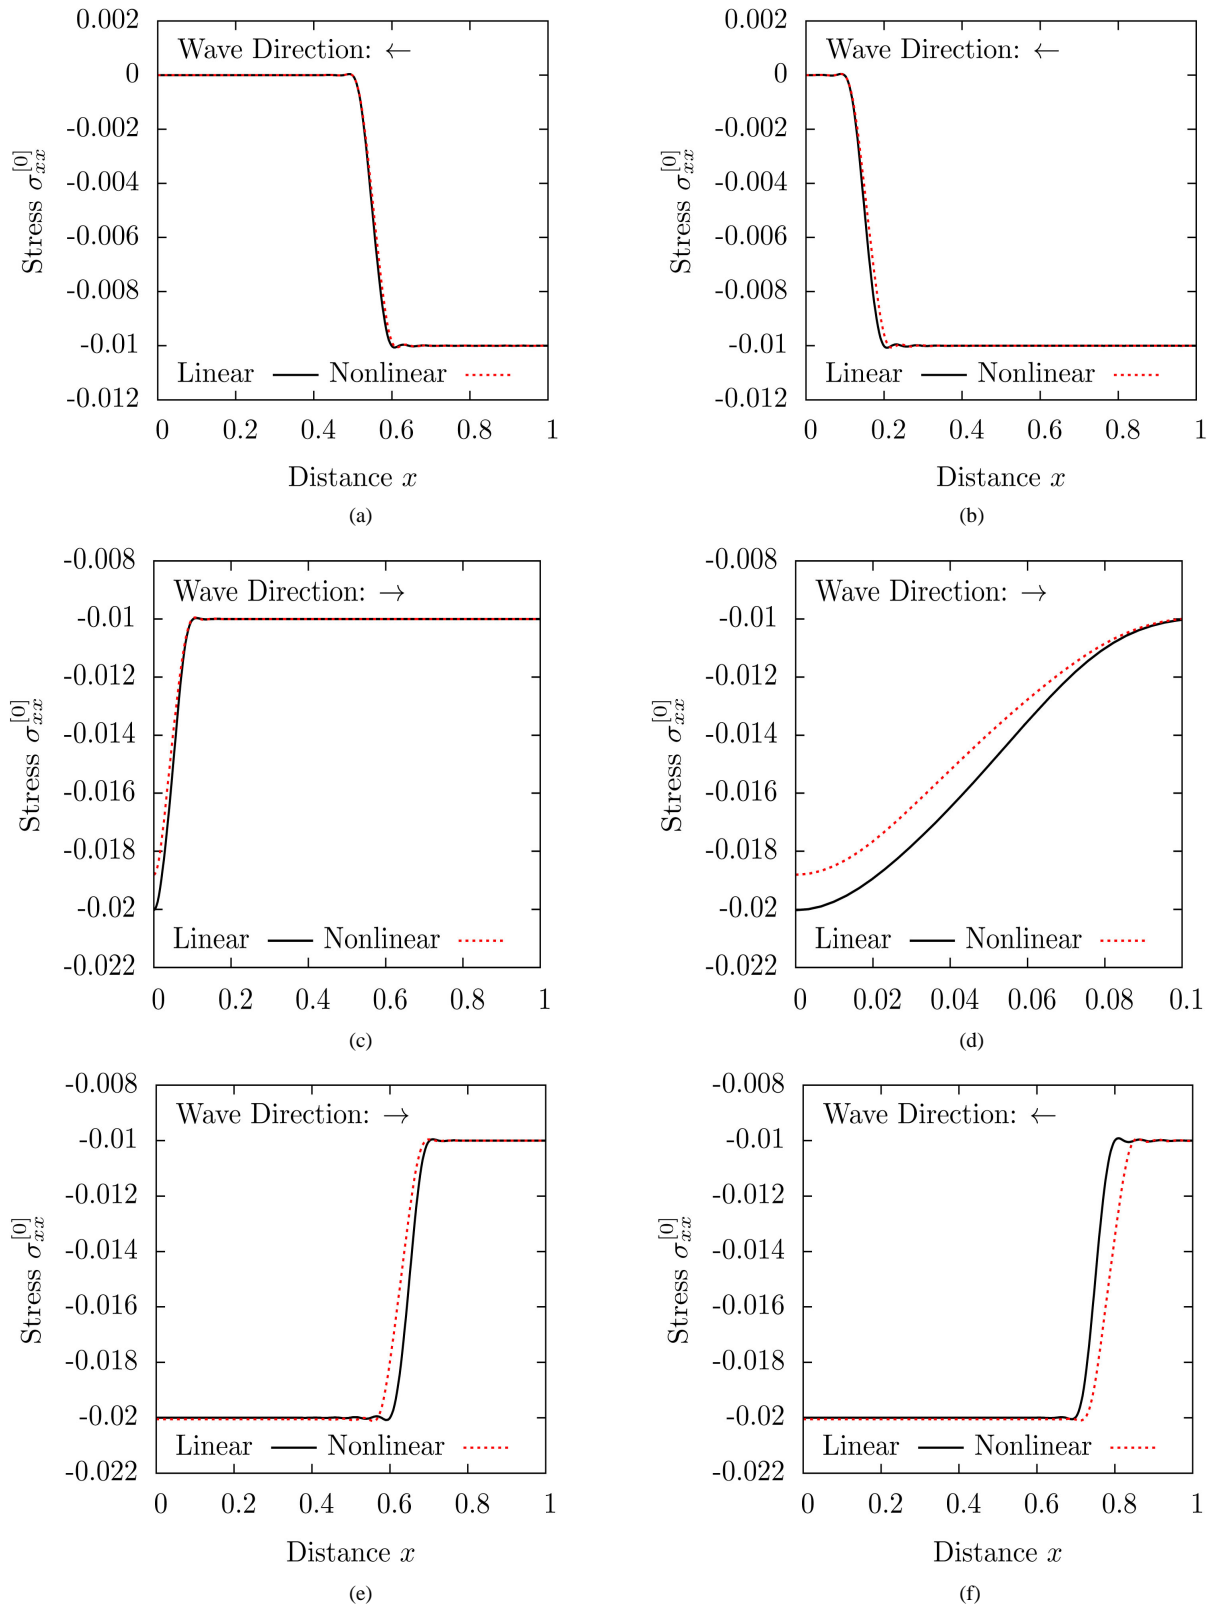 0.002
0
-0.002
-0.004
-0.006
-0.008
-0.01
-0.012
Stress σ_{xx}^{[0]}
Wave Direction: ←
Linear Nonlinear
0 0.2 0.4 0.6 0.8 1
Distance x
(a)
0.002
0
-0.002
-0.004
-0.006
-0.008
-0.01
-0.012
Stress σ_{xx}^{[0]}
Wave Direction: ←
Linear Nonlinear
0 0.2 0.4 0.6 0.8 1
Distance x
(b)
-0.008
-0.01
-0.012
-0.014
-0.016
-0.018
-0.02
-0.022
Stress σ_{xx}^{[0]}
Wave Direction: →
Linear Nonlinear
0 0.2 0.4 0.6 0.8 1
(c)
-0.008
-0.01
-0.012
-0.014
-0.016
-0.018
-0.02
-0.022
Stress σ_{xx}^{[0]}
Wave Direction: →
Linear Nonlinear
0 0.02 0.04 0.06 0.08 0.1
(d)
-0.008
-0.01
-0.012
-0.014
-0.016
-0.018
-0.02
-0.022
Stress σ_{xx}^{[0]}
Wave Direction: →
Linear Nonlinear
0 0.2 0.4 0.6 0.8 1
Distance x
(e)
-0.008
-0.01
-0.012
-0.014
-0.016
-0.018
-0.02
-0.022
Stress σ_{xx}^{[0]}
Wave Direction: ←
Linear Nonlinear
0 0.2 0.4 0.6 0.8 1
Distance x
(f)